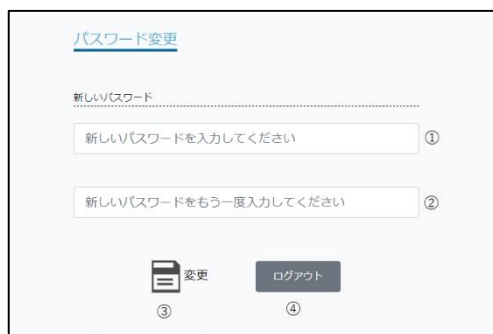 パスワード変更
新しいパスワード
新しいパスワードを入力してください ①
新しいパスワードをもう一度入力してください ②
変更 ログアウト
③ ④